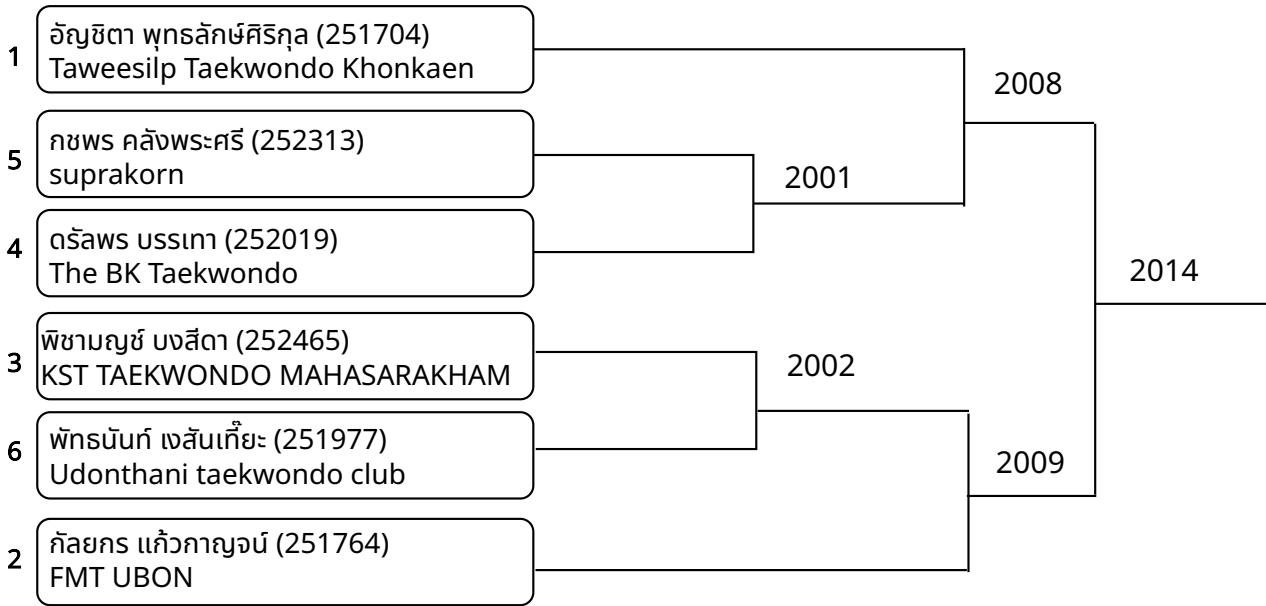 1
อัญชิตา พุทธลักษ์ศิริกุล (251704)
Taweesilp Taekwondo Khonkaen
2008
5
กชพร คลังพระศรี (252313)
suprakorn
2001
4
ดรัลพร บรรเทา (252019)
The BK Taekwondo
2014
3
พิชามญช์ บงสีดา (252465)
KST TAEKWONDO MAHASARAKHAM
2002
6
พัทธนันท์ เงสันเที๊ยะ (251977)
Udonthani taekwondo club
2009
2
กัลยกร แก้วกาญจน์ (251764)
FMT UBON